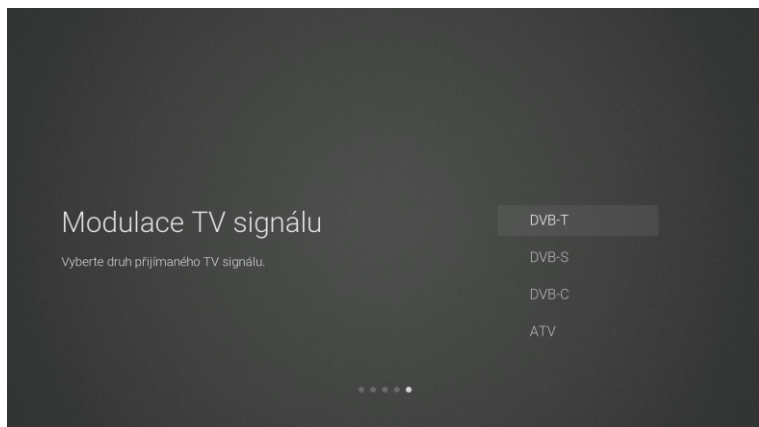 Modulace TV signálu
Vyberte druh přijímaného TV signálu.
DVB-T
DVB-S
DVB-C
ATV